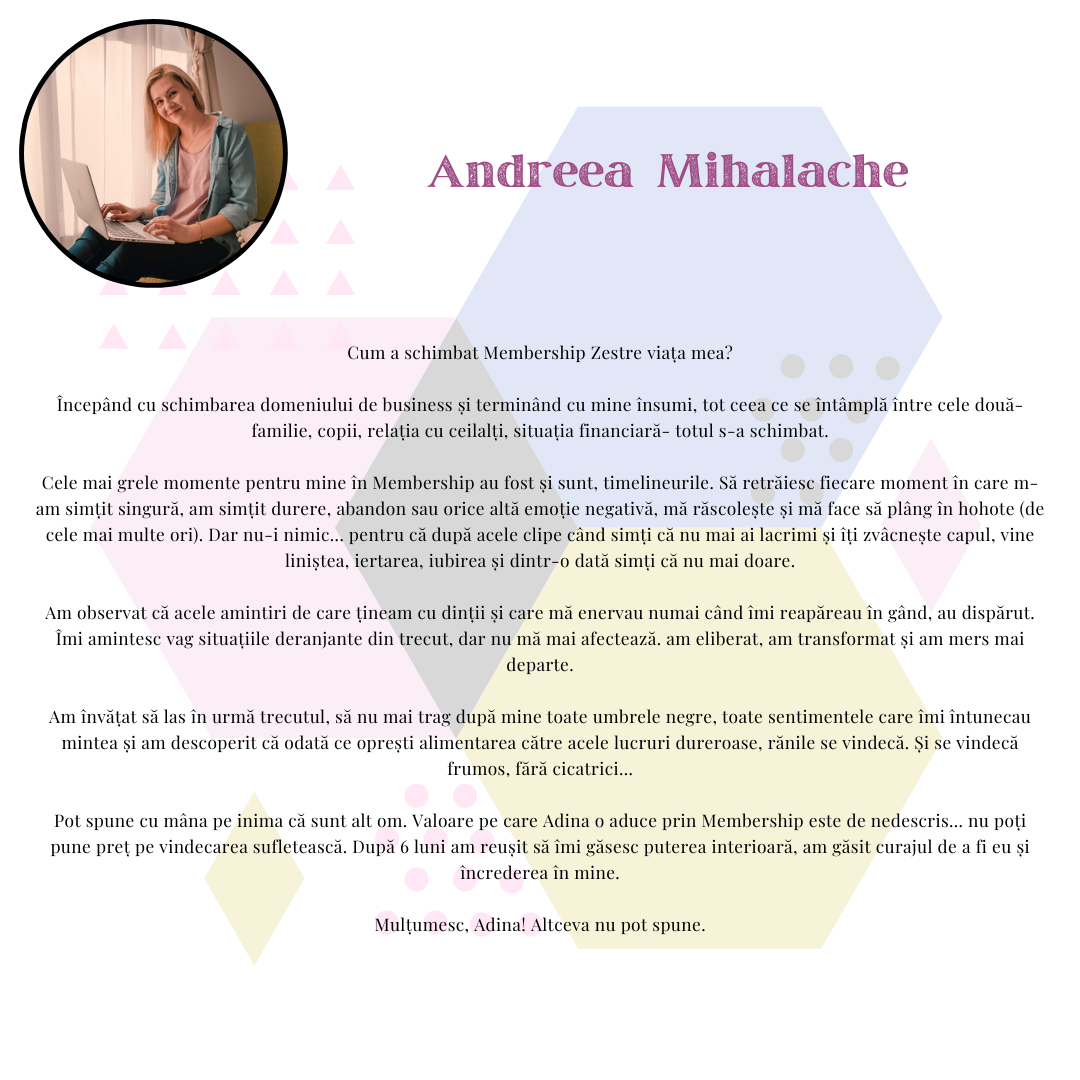 Andreea Mihalache
Cum a schimbat Membership Zestre viața mea?
Începând cu schimbarea domeniului de business și terminând cu mine însumi, tot ceea ce se întâmplă între cele două-
familie, copii, relația cu ceilalți, situația financiară- totul s-a schimbat.
Cele mai grele momente pentru mine în Membership au fost și sunt, timelineurile. Să retrăiesc fiecare moment în care m-
am simțit singură, am simțit durere, abandon sau orice altă emoție negativă, mă răscolește și mă face să plâng în hohote (de
cele mai multe ori). Dar nu-i nimic... pentru că după acele clipe când simți că nu mai ai lacrimi și îți zvâcnește capul, vine
liniștea, iertarea, iubirea și dintr-o dată simți că nu mai doare.
Am observat că acele amintiri de care țineam cu dinții și care mă enervau numai când îmi reapăreau în gând, au dispărut.
Îmi amintesc vag situațiile deranjante din trecut, dar nu mă mai afectează. am eliberat, am transformat și am mers mai
departe.
Am învățat să las în urmă trecutul, să nu mai trag după mine toate umbrele negre, toate sentimentele care îmi întunecau
mintea și am descoperit că odată ce oprești alimentarea către acele lucruri dureroase, rănile se vindecă. Și se vindecă
frumos, fără cicatrici...
Pot spune cu mâna pe inima că sunt alt om. Valoare pe care Adina o aduce prin Membership este de nedescris... nu poți
pune preț pe vindecarea sufletească. După 6 luni am reușit să îmi găsesc puterea interioară, am găsit curajul de a fi eu și
încrederea în mine.
Mulțumesc, Adina! Altceva nu pot spune.